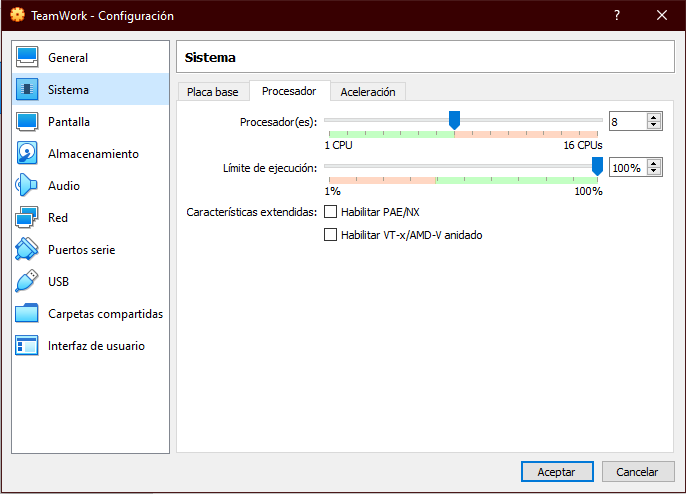 TeamWork - Configuración
General
Sistema
Pantalla
Almacenamiento
Audio
Red
Puertos serie
USB
Carpetas compartidas
Interfaz de usuario
Sistema
Placa base Procesador Aceleración
Procesador(es): 8
1 CPU 16 CPUs
Límite de ejecución: 100%
1% 100%
Características extendidas: Habilitar PAE/NX
Habilitar VT-x/AMD-V anidado
Aceptar Cancelar